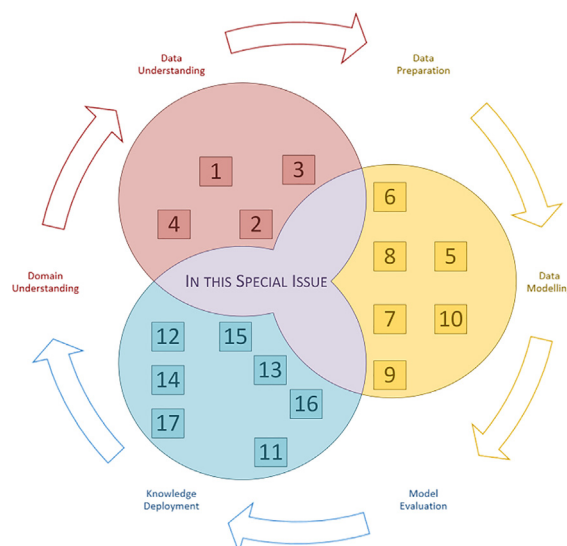 Data
Understanding
Data
Preparation
1
3
6
4
2
8
5
Domain
Understanding
IN THIS SPECIAL ISSUE
Data
Modellin
7
10
12
15
13
9
14
16
17
11
Knowledge
Deployment
Model
Evaluation